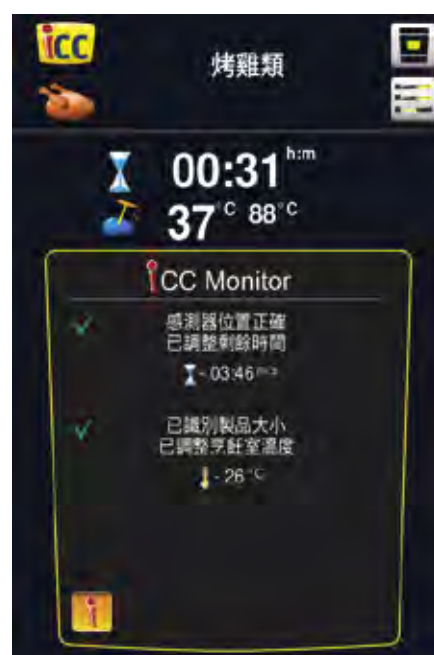 iCC
烤雞類
00:31 h:m
37°C 88°C
iCC Monitor
感測器位置正確
已調整剩餘時間
- 03:46 m:s
已識別製品大小
已調整烹飪室溫度
- 26 °C
i